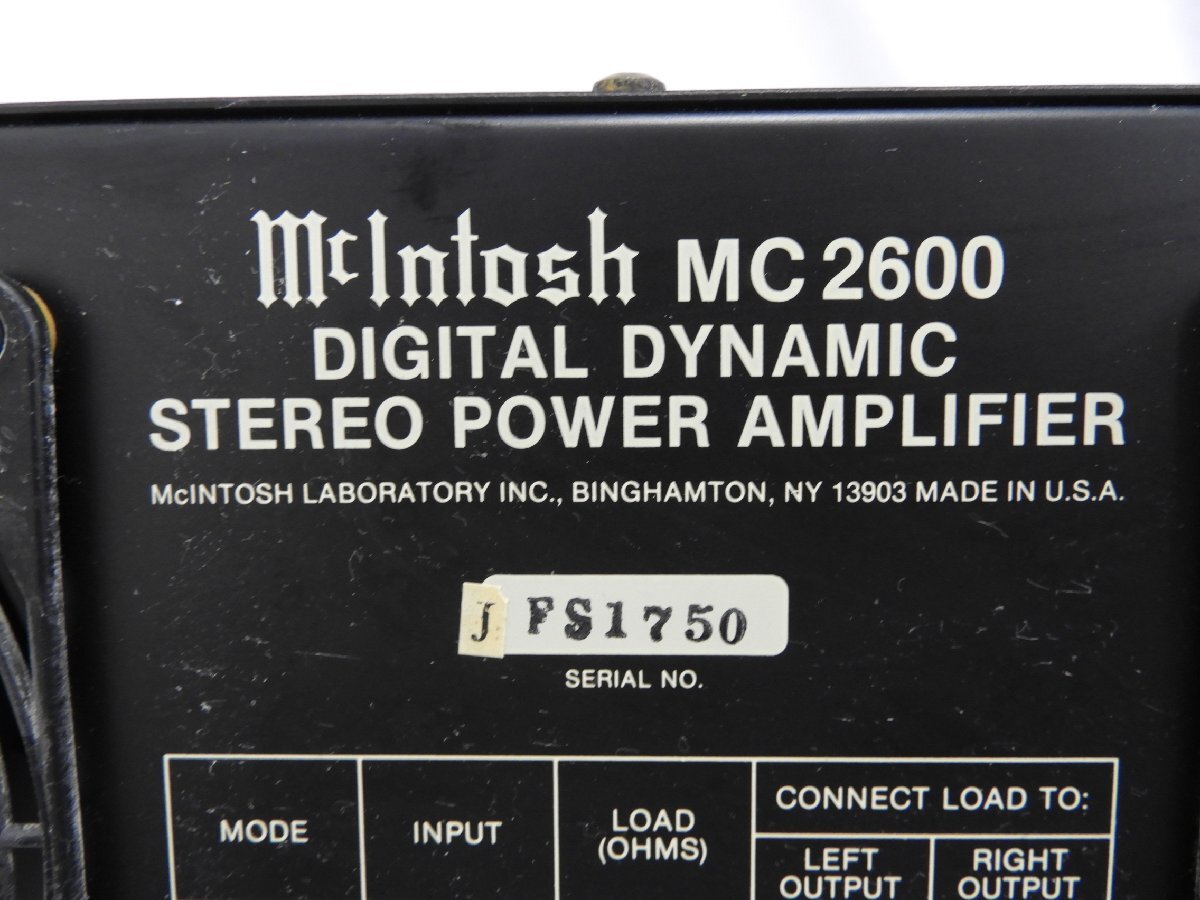 McIntosh MC 2600
DIGITAL DYNAMIC
STEREO POWER AMPLIFIER
McINTOSH LABORATORY INC., BINGHAMTON, NY 13903 MADE IN U.S.A.
J FS1750
SERIAL NO.
MODE
INPUT
LOAD
(OHMS)
CONNECT LOAD TO:
LEFT
OUTPUT
RIGHT
OUTPUT